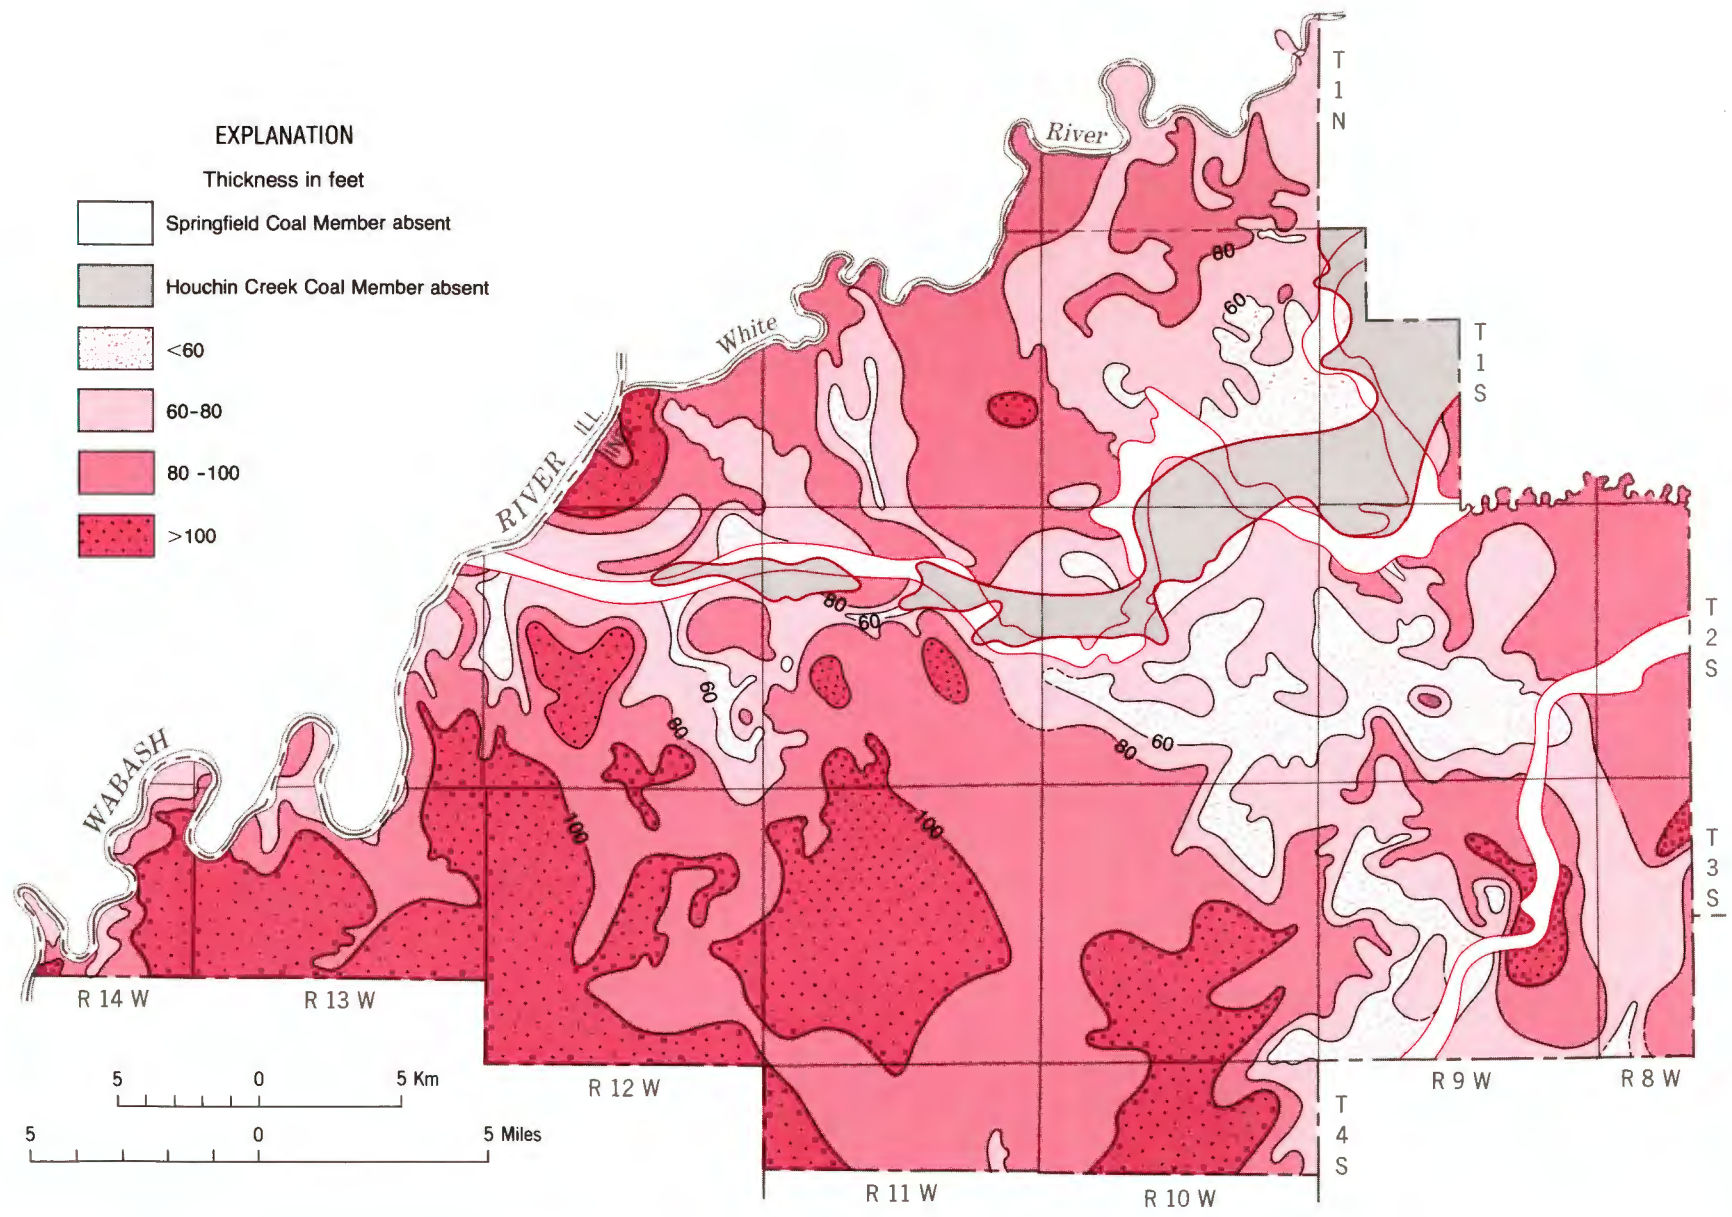 EXPLANATION
Thickness in feet
Springfield Coal Member absent
Houchin Creek Coal Member absent
<60
60-80
80 -100
>100
River
White
ILL.
RIVER
WABASH
T
1
N
T
1
S
T
2
S
T
3
S
T
4
S
80
60
80
60
60
80
60
80
100
100
R 14 W
R 13 W
R 12 W
R 11 W
R 10 W
R 9 W
R 8 W
5 0 5 Km
5 0 5 Miles